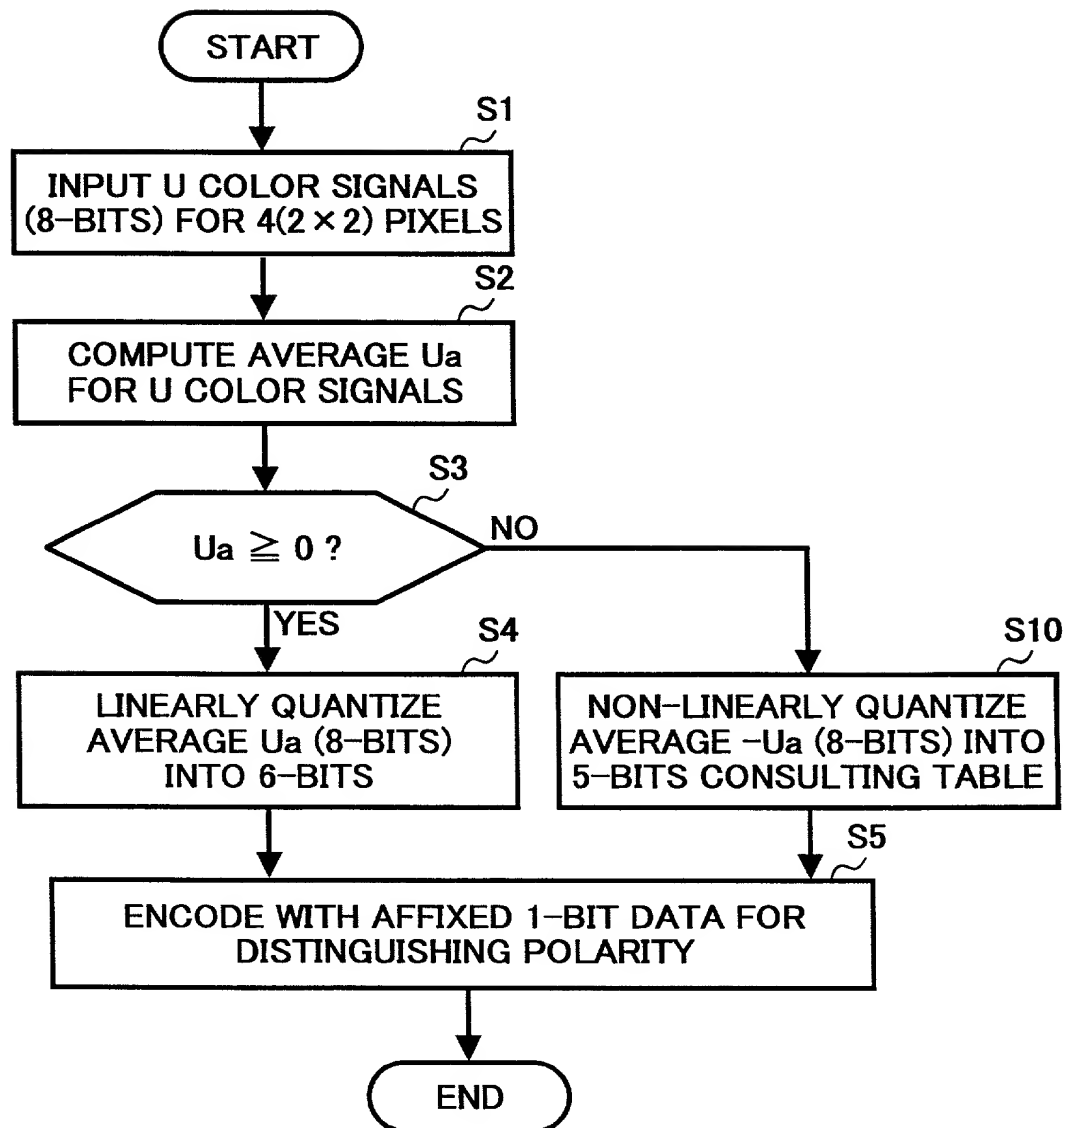 START
S1
INPUT U COLOR SIGNALS
(8-BITS) FOR 4(2 × 2) PIXELS
S2
COMPUTE AVERAGE Ua
FOR U COLOR SIGNALS
S3
Ua ≧ 0 ?
NO
YES
S4
LINEARLY QUANTIZE
AVERAGE Ua (8-BITS)
INTO 6-BITS
S10
NON-LINEARLY QUANTIZE
AVERAGE -Ua (8-BITS) INTO
5-BITS CONSULTING TABLE
S5
ENCODE WITH AFFIXED 1-BIT DATA FOR
DISTINGUISHING POLARITY
END